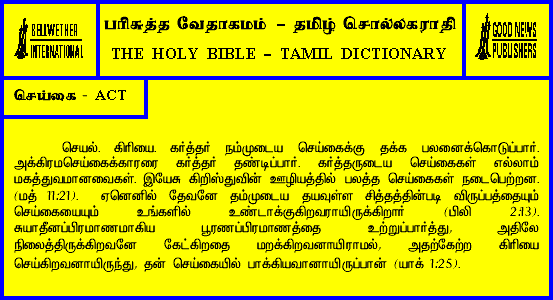 BELLWETHER
INTERNATIONAL
பரிசுத்த வேதாகமம் – தமிழ் சொல்லகராதி
THE HOLY BIBLE – TAMIL DICTIONARY
GOOD NEWS
PUBLISHERS
செய்கை - ACT
செயல். கிரியை. கர்த்தர் நம்முடைய செய்கைக்கு தக்க பலனைக்கொடுப்பார்.
அக்கிரமசெய்கைக்காரரை கர்த்தர் தண்டிப்பார். கர்த்தருடைய செய்கைகள் எல்லாம்
மகத்துவமானவைகள். இயேசு கிறிஸ்துவின் ஊழியத்தில் பலத்த செய்கைகள் நடைபெற்றன.
(மத் 11:21). ஏனெனில் தேவனே தம்முடைய தயவுள்ள சித்தத்தின்படி விருப்பத்தையும்
செய்கையையும் உங்களில் உண்டாக்குகிறவராயிருக்கிறார் (பிலி 2:13).
சுயாதீனப்பிரமாணமாகிய பூரணப்பிரமாணத்தை உற்றுப்பார்த்து, அதிலே
நிலைத்திருக்கிறவனே கேட்கிறதை மறக்கிறவனாயிராமல், அதற்கேற்ற கிரியை
செய்கிறவனாயிருந்து, தன் செய்கையில் பாக்கியவானாயிருப்பான் (யாக் 1:25).